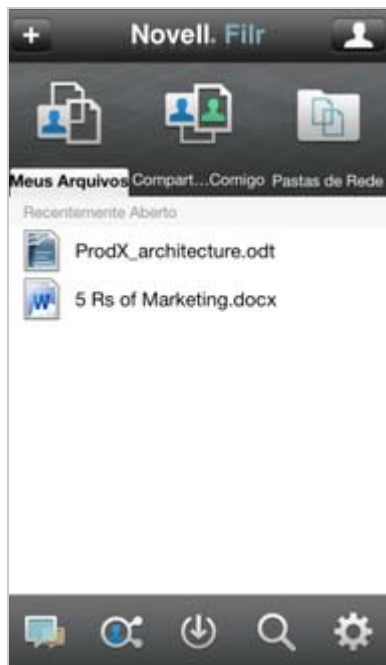 Novell. Filr
Meus Arquivos Compart...Comigo Pastas de Rede
Recentemente Aberto
ProdX_architecture.odt
5 Rs of Marketing.docx